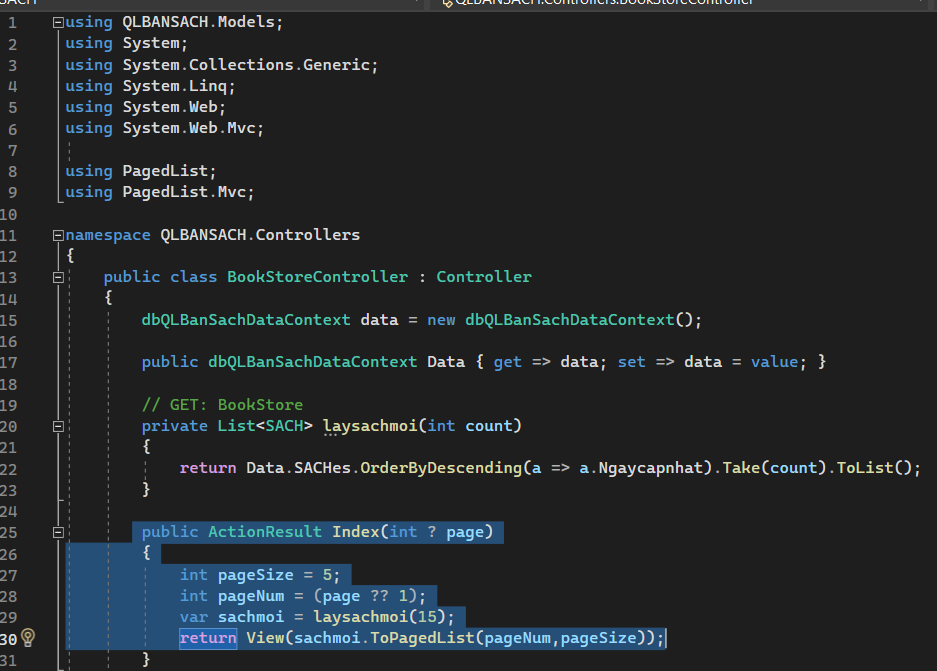 QLBANSACH.Controllers.BookStoreController
1 using QLBANSACH.Models;
2 using System;
3 using System.Collections.Generic;
4 using System.Linq;
5 using System.Web;
6 using System.Web.Mvc;
7
8 using PagedList;
9 using PagedList.Mvc;
10
11 namespace QLBANSACH.Controllers
12 {
13 public class BookStoreController : Controller
14 {
15 dbQLBanSachDataContext data = new dbQLBanSachDataContext();
16
17 public dbQLBanSachDataContext Data { get => data; set => data = value; }
18
19 // GET: BookStore
20 private List<SACH> laysachmoi(int count)
21 {
22 return Data.SACHes.OrderByDescending(a => a.Ngaycapnhat).Take(count).ToList();
23 }
24
25 public ActionResult Index(int ? page)
26 {
27 int pageSize = 5;
28 int pageNum = (page ?? 1);
29 var sachmoi = laysachmoi(15);
30 return View(sachmoi.ToPagedList(pageNum,pageSize));
31 }